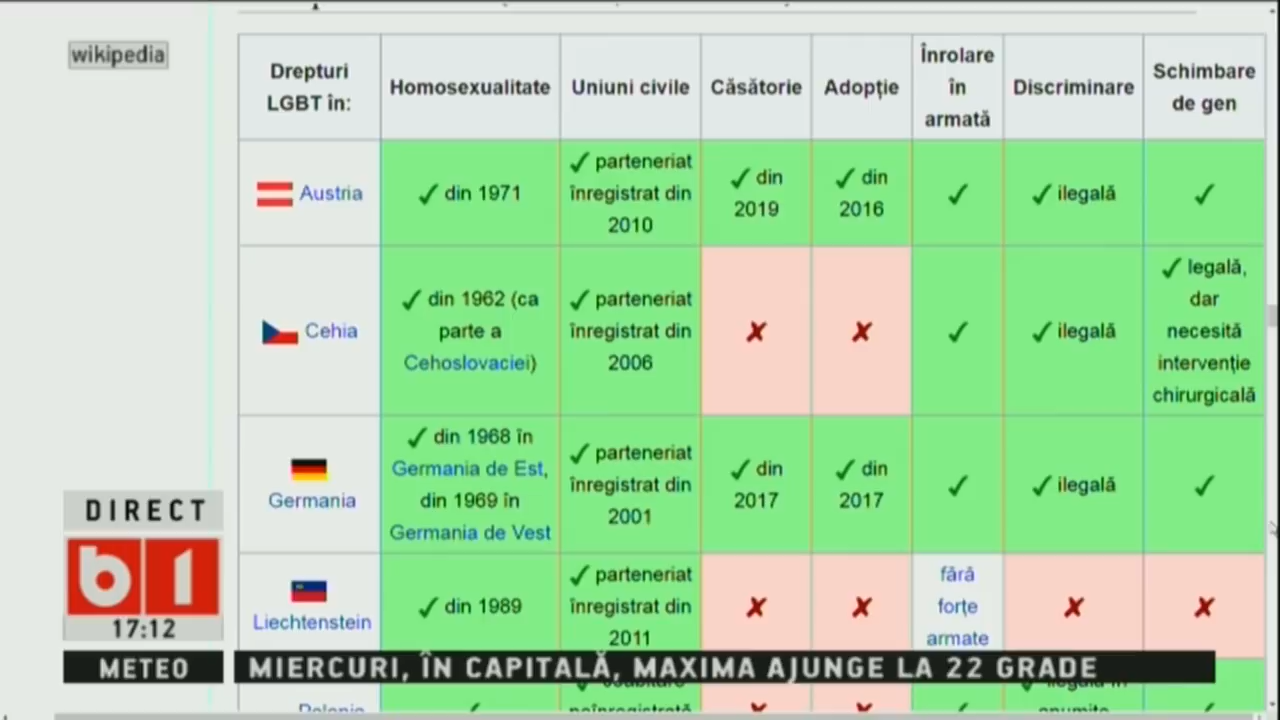 wikipedia
Drepturi
LGBT în:
Homosexualitate
Uniuni civile
Căsătorie
Adopție
Înrolare
în
armată
Discriminare
Schimbare
de gen
Austria
✓ din 1971
✓ parteneriat
înregistrat din
2010
✓ din
2019
✓ din
2016
✓
✓ ilegală
✓
Cehia
✓ din 1962 (ca
parte a
Cehoslovaciei)
✓ parteneriat
înregistrat din
2006
✘
✘
✓
✓ ilegală
✓ legală,
dar
necesită
intervenție
chirurgicală
Germania
✓ din 1968 în
Germania de Est,
din 1969 în
Germania de Vest
✓ parteneriat
înregistrat din
2001
✓ din
2017
✓ din
2017
✓
✓ ilegală
✓
Liechtenstein
✓ din 1989
✓ parteneriat
înregistrat din
2011
✘
✘
fără
forțe
armate
✘
✘
Polonia
neînregistrată
anumite
DIRECT
b1
17:12
METEO
MIERCURI, ÎN CAPITALĂ, MAXIMA AJUNGE LA 22 GRADE